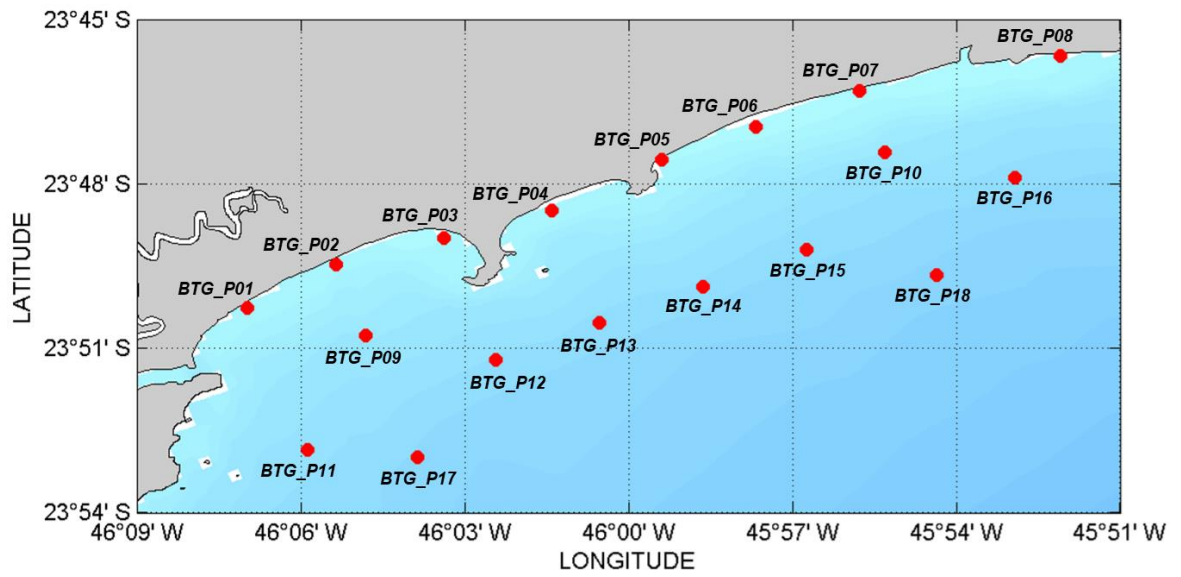 23°45' S
BTG_P08
BTG_P07
BTG_P06
BTG_P05
BTG_P10
23°48' S
BTG_P16
BTG_P04
BTG_P03
BTG_P02
BTG_P15
BTG_P01
BTG_P18
BTG_P14
LATITUDE
BTG_P13
23°51' S
BTG_P09
BTG_P12
BTG_P11
BTG_P17
23°54' S
46°09' W 46°06' W 46°03' W 46°00' W 45°57' W 45°54' W 45°51' W
LONGITUDE